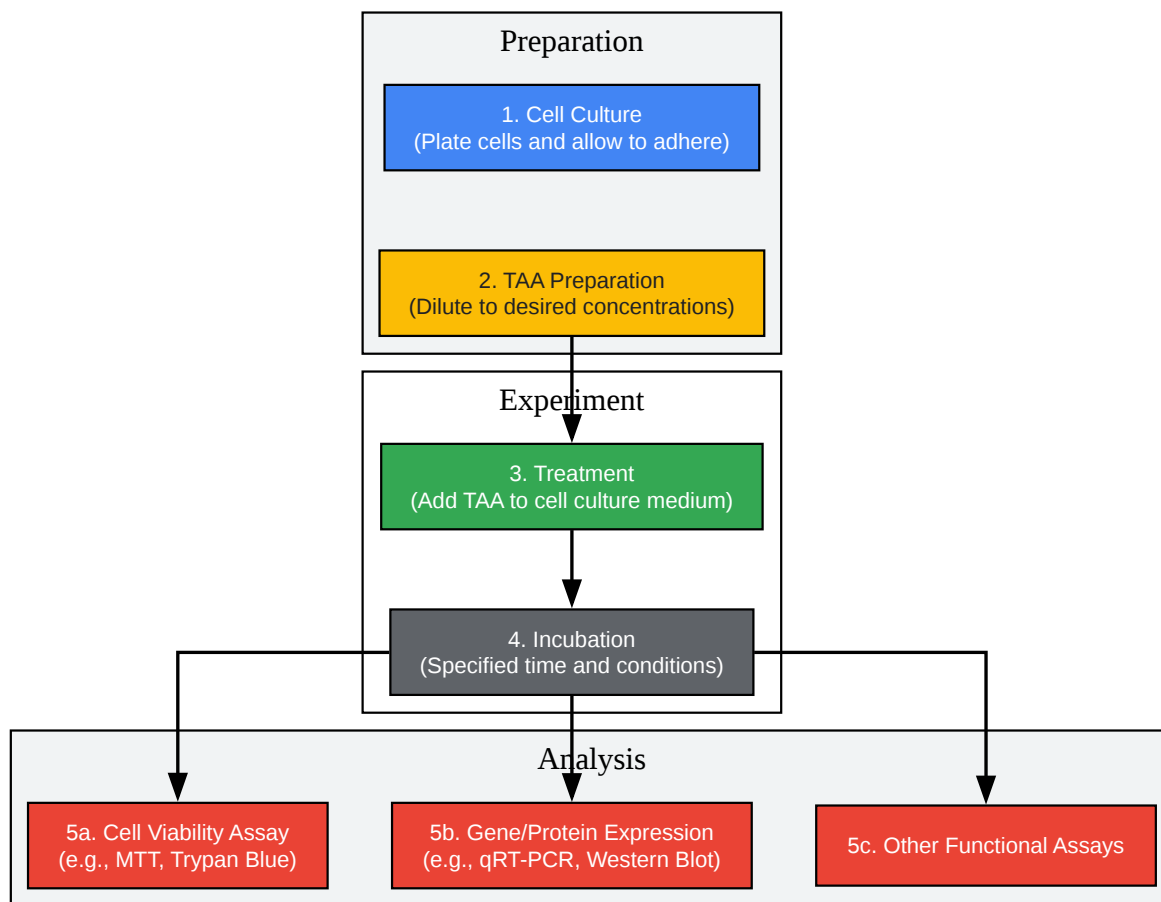 Preparation
1. Cell Culture
(Plate cells and allow to adhere)
2. TAA Preparation
(Dilute to desired concentrations)
Experiment
3. Treatment
(Add TAA to cell culture medium)
4. Incubation
(Specified time and conditions)
Analysis
5a. Cell Viability Assay
(e.g., MTT, Trypan Blue)
5b. Gene/Protein Expression
(e.g., qRT-PCR, Western Blot)
5c. Other Functional Assays